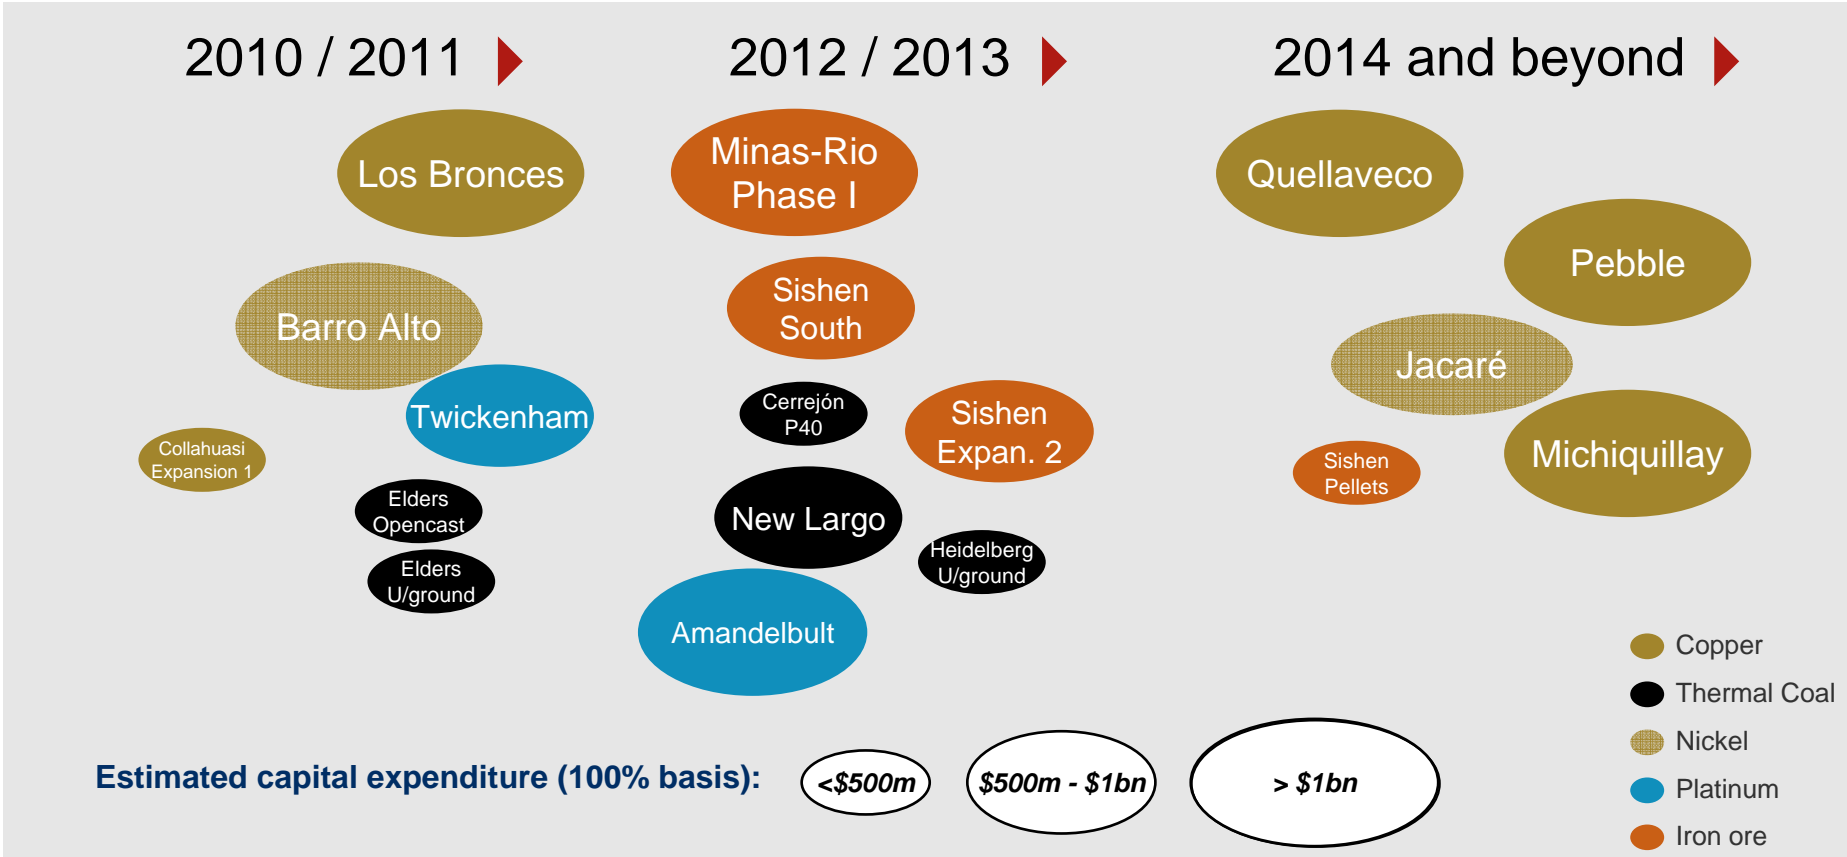 2010 / 2011
2012 / 2013
2014 and beyond
Los Bronces
Barro Alto
Twickenham
Collahuasi
Expansion 1
Elders
Opencast
Elders
U/ground
Minas-Rio
Phase I
Sishen
South
Cerrejón
P40
Sishen
Expan. 2
New Largo
Heidelberg
U/ground
Amandelbult
Quellaveco
Pebble
Jacaré
Michiquillay
Sishen
Pellets
Copper
Thermal Coal
Nickel
Platinum
Iron ore
Estimated capital expenditure (100% basis):
<$500m
$500m - $1bn
> $1bn